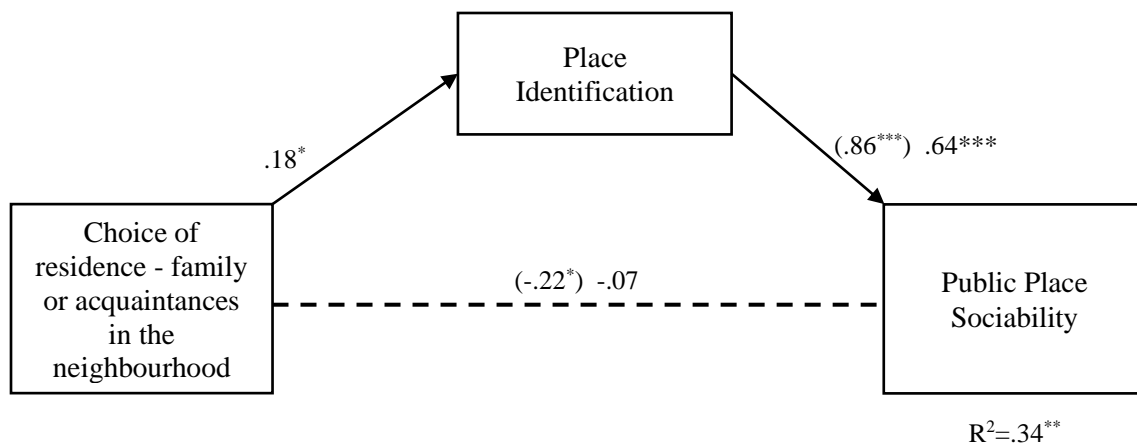 Place
Identification
.18*
(.86***) .64***
Choice of
residence - family
or acquaintances
in the
neighbourhood
(-.22*) -.07
Public Place
Sociability
R²=.34**